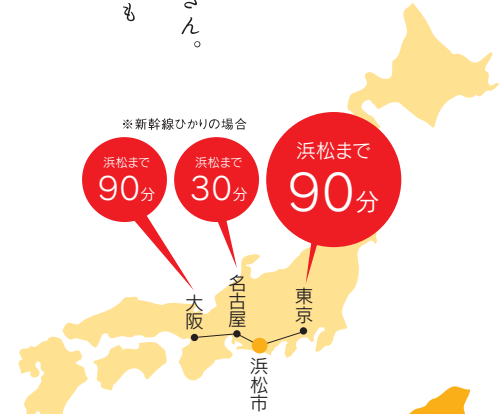 さん。
も
※新幹線ひかりの場合
浜松まで
90分
浜松まで
30分
浜松まで
90分
大阪
名古屋
東京
浜松市